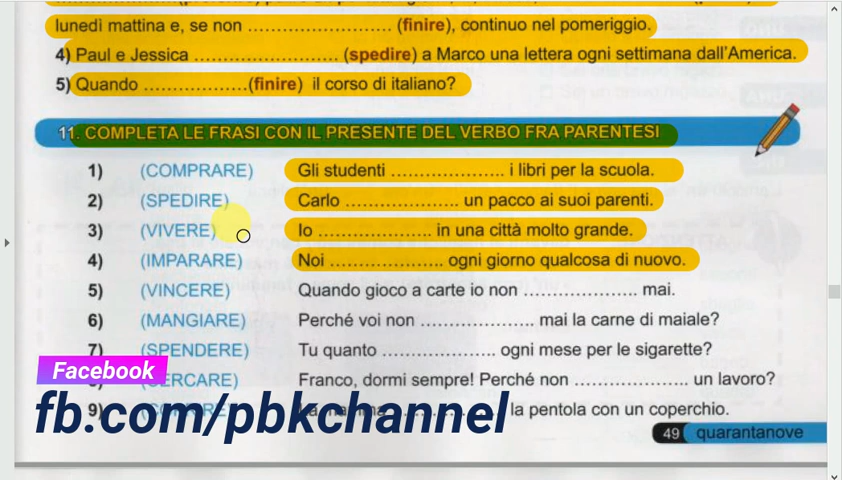 lunedì mattina e, se non ........................ (finire), continuo nel pomeriggio.
4) Paul e Jessica ........................ (spedire) a Marco una lettera ogni settimana dall'America.
5) Quando ..................(finire) il corso di italiano?
11. COMPLETA LE FRASI CON IL PRESENTE DEL VERBO FRA PARENTESI
1) (COMPRARE) Gli studenti .................... i libri per la scuola.
2) (SPEDIRE) Carlo .................... un pacco ai suoi parenti.
3) (VIVERE) Io .................... in una città molto grande.
4) (IMPARARE) Noi .................... ogni giorno qualcosa di nuovo.
5) (VINCERE) Quando gioco a carte io non .................... mai.
6) (MANGIARE) Perché voi non .................... mai la carne di maiale?
7) (SPENDERE) Tu quanto .................... ogni mese per le sigarette?
Facebook
Franco, dormi sempre! Perché non .................... un lavoro?
9) la pentola con un coperchio.
fb.com/pbkchannel
49 quarantanove